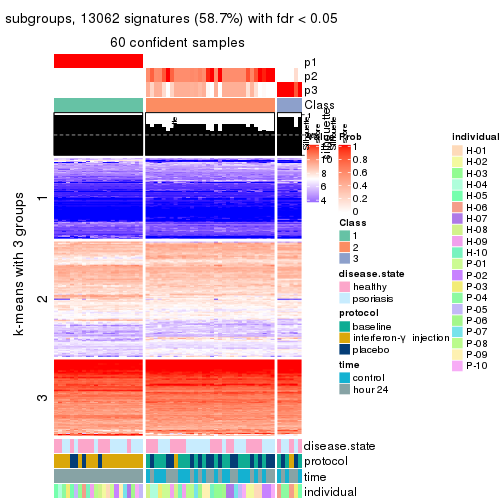 subgroups, 13062 signatures (58.7%) with fdr < 0.05
60 confident samples
p1
p2
p3
Class
k-means with 3 groups
1
2
3
Silhouette
score
Value
8
6
4
Prob
1
0.8
0.6
0.4
0.2
0
Class
1
2
3
disease.state
healthy
psoriasis
protocol
baseline
interferon-γ injection
placebo
time
control
hour 24
individual
H-01
H-02
H-03
H-04
H-05
H-06
H-07
H-08
H-09
H-10
P-01
P-02
P-03
P-04
P-05
P-06
P-07
P-08
P-09
P-10
disease.state
protocol
time
individual